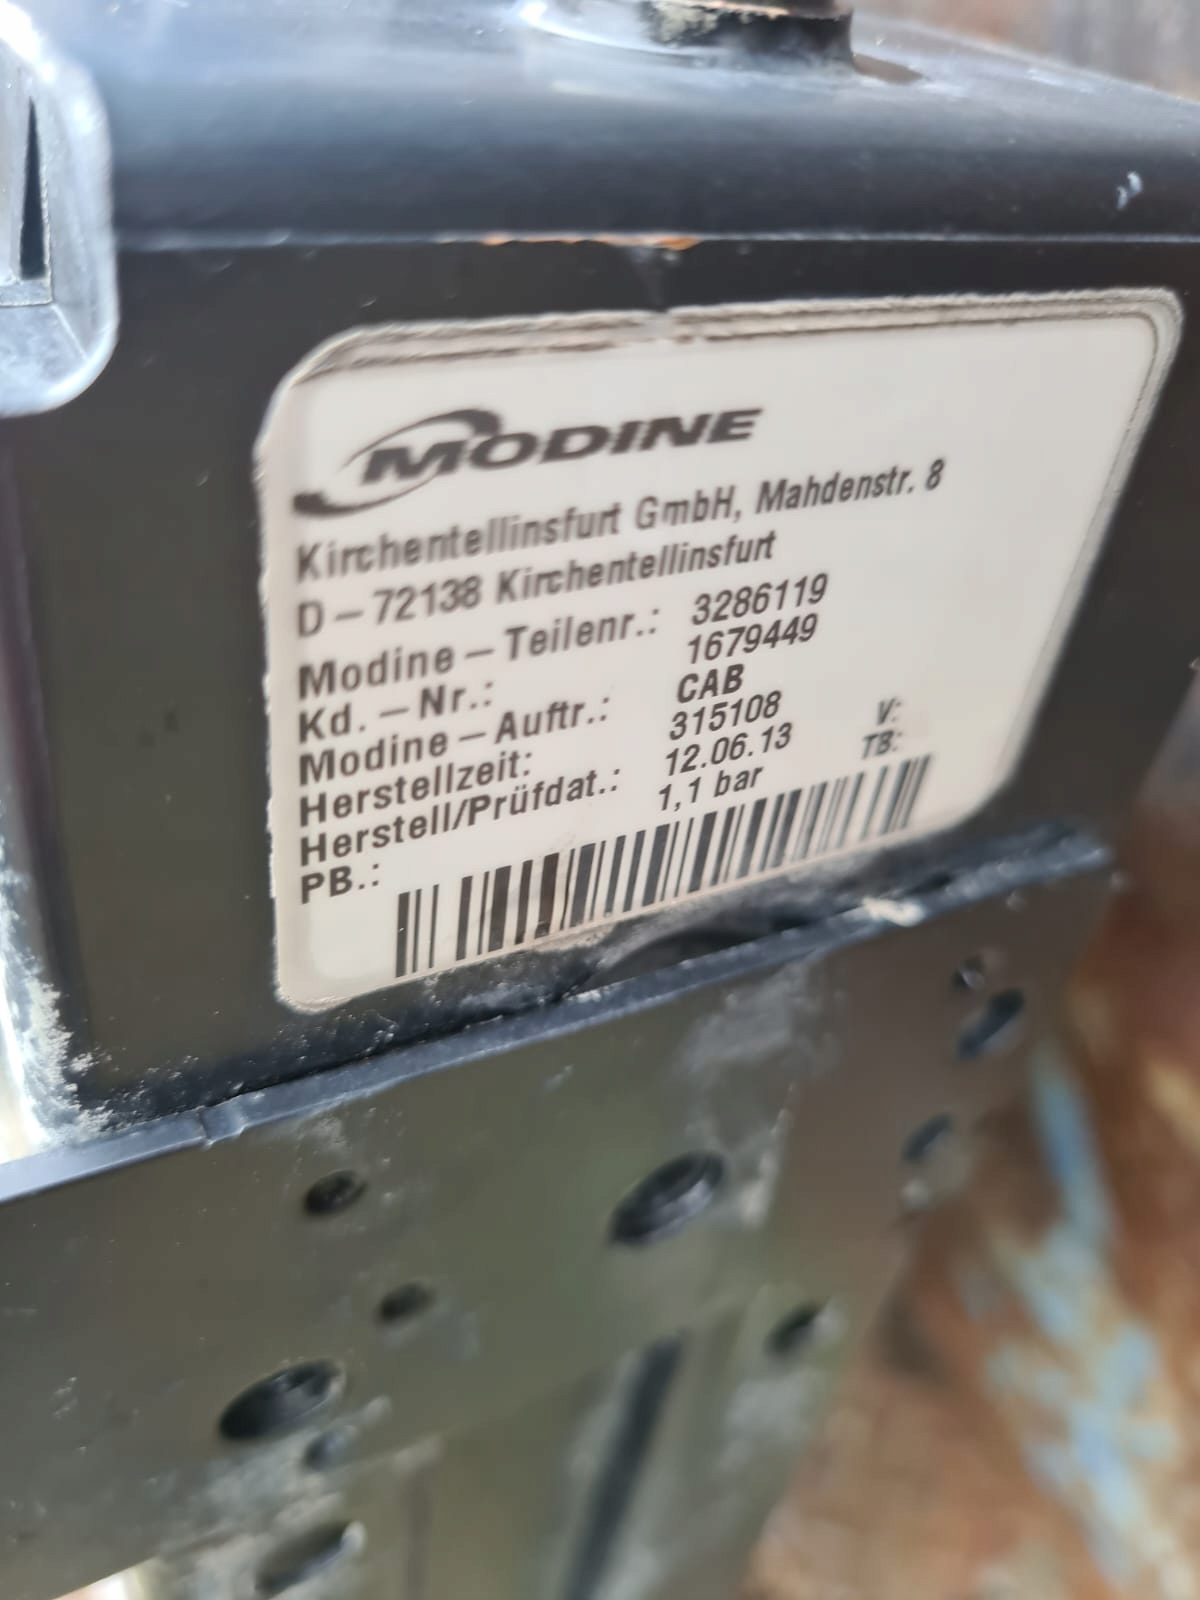 MODINE
Kirchentellinsfurt GmbH, Mahdenstr. 8
D-72138 Kirchentellinsfurt
Modine-Teilenr.: 3286119
Kd.-Nr.: 1679449
Modine-Auftr.: CAB
Herstellzeit: 315108 V:
Herstell/Prüfdat.: 12.06.13 TB:
PB.: 1,1 bar